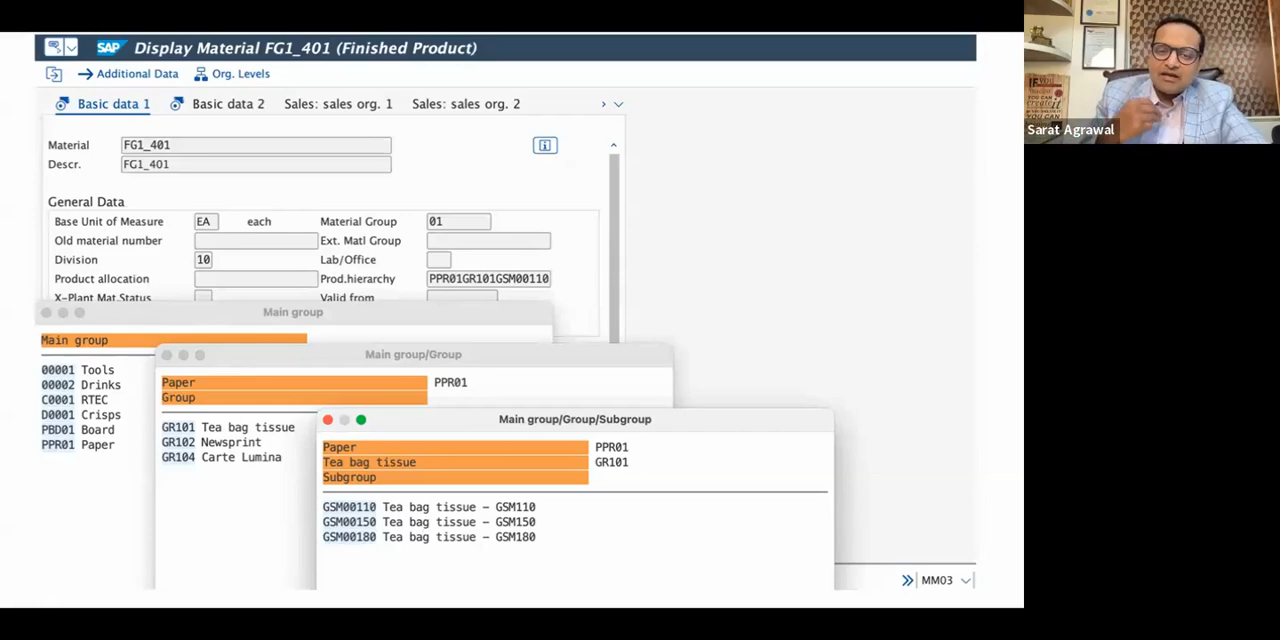 SAP Display Material FG1_401 (Finished Product)
Additional Data Org. Levels
Basic data 1 Basic data 2 Sales: sales org. 1 Sales: sales org. 2
Material FG1_401
Descr. FG1_401
General Data
Base Unit of Measure EA each Material Group 01
Old material number Ext. Matl Group
Division 10 Lab/Office
Product allocation Prod.hierarchy PPR01GR101GSM00110
X-Plant Mat.Status Valid from
Main group
Main group
00001 Tools
00002 Drinks
C0001 RTEC
D0001 Crisps
PBD01 Board
PPR01 Paper
Main group/Group
Paper PPR01
Group
GR101 Tea bag tissue
GR102 Newsprint
GR104 Carte Lumina
Main group/Group/Subgroup
Paper PPR01
Tea bag tissue GR101
Subgroup
GSM00110 Tea bag tissue – GSM110
GSM00150 Tea bag tissue – GSM150
GSM00180 Tea bag tissue – GSM180
MM03
IF YOU
YOU CAN
Sarat Agrawal